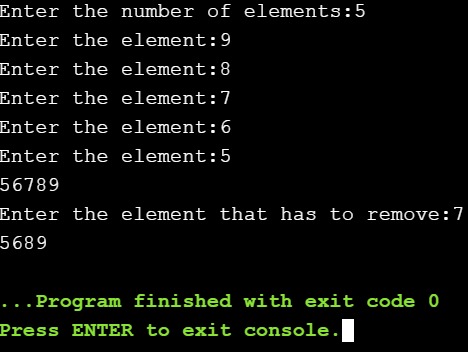 Enter the number of elements:5
Enter the element:9
Enter the element:8
Enter the element:7
Enter the element:6
Enter the element:5
56789
Enter the element that has to remove:7
5689
...Program finished with exit code 0
Press ENTER to exit console.